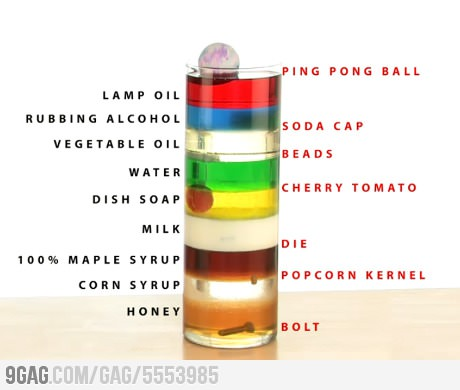 PING PONG BALL
LAMP OIL
RUBBING ALCOHOL
SODA CAP
VEGETABLE OIL
BEADS
WATER
CHERRY TOMATO
DISH SOAP
MILK
DIE
100% MAPLE SYRUP
POPCORN KERNEL
CORN SYRUP
HONEY
BOLT
9GAG.COM/GAG/5553985